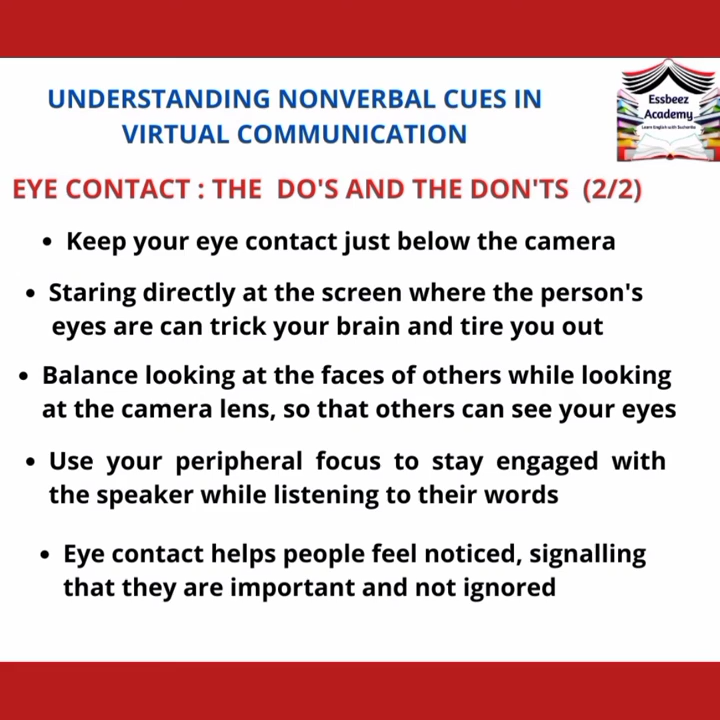 UNDERSTANDING NONVERBAL CUES IN
VIRTUAL COMMUNICATION
Essbeez
Academy
Learn English with Sushanka
EYE CONTACT : THE DO'S AND THE DON'TS (2/2)
• Keep your eye contact just below the camera
• Staring directly at the screen where the person's
eyes are can trick your brain and tire you out
• Balance looking at the faces of others while looking
at the camera lens, so that others can see your eyes
• Use your peripheral focus to stay engaged with
the speaker while listening to their words
• Eye contact helps people feel noticed, signalling
that they are important and not ignored